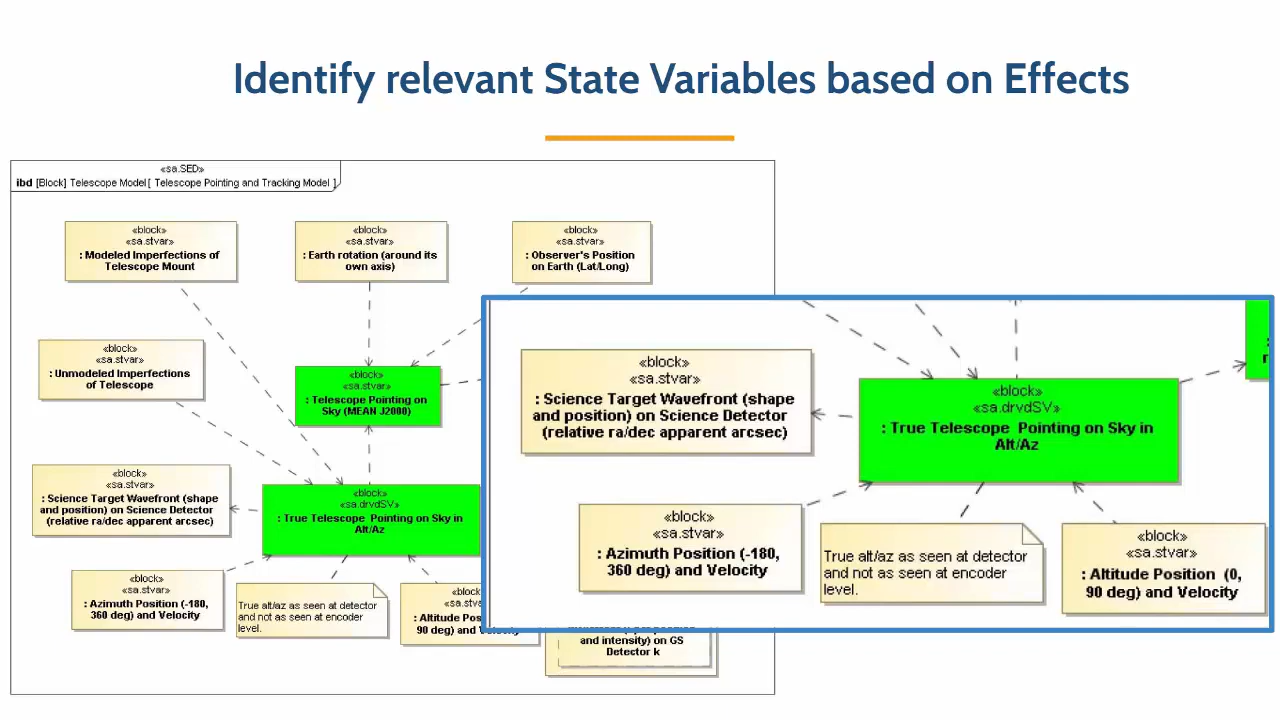 Identify relevant State Variables based on Effects
«sa.SED»
ibd [Block] Telescope Model [ Telescope Pointing and Tracking Model ]
«block»
«sa.stvar»
: Modeled Imperfections of
Telescope Mount
«block»
«sa.stvar»
: Earth rotation (around its
own axis)
«block»
«sa.stvar»
: Observer's Position
on Earth (Lat/Long)
«block»
«sa.stvar»
: Unmodeled Imperfections
of Telescope
«block»
«sa.stvar»
: Telescope Pointing on
Sky (MEAN J2000)
«block»
«sa.stvar»
: Science Target Wavefront (shape
and position) on Science Detector
(relative ra/dec apparent arcsec)
«block»
«sa.drvdSV»
: True Telescope Pointing on Sky in
Alt/Az
«block»
«sa.stvar»
: Azimuth Position (-180,
360 deg) and Velocity
True alt/az as seen at detector
and not as seen at encoder
level.
«block
«sa.stv
: Altitude Pos
90 deg) and Velocity
and intensity) on GS
Detector k
«block»
«sa.stvar»
: Science Target Wavefront (shape
and position) on Science Detector
(relative ra/dec apparent arcsec)
«block»
«sa.drvdSV»
: True Telescope Pointing on Sky in
Alt/Az
«block»
«sa.stvar»
: Azimuth Position (-180,
360 deg) and Velocity
True alt/az as seen at detector
and not as seen at encoder
level.
«block»
«sa.stvar»
: Altitude Position (0,
90 deg) and Velocity